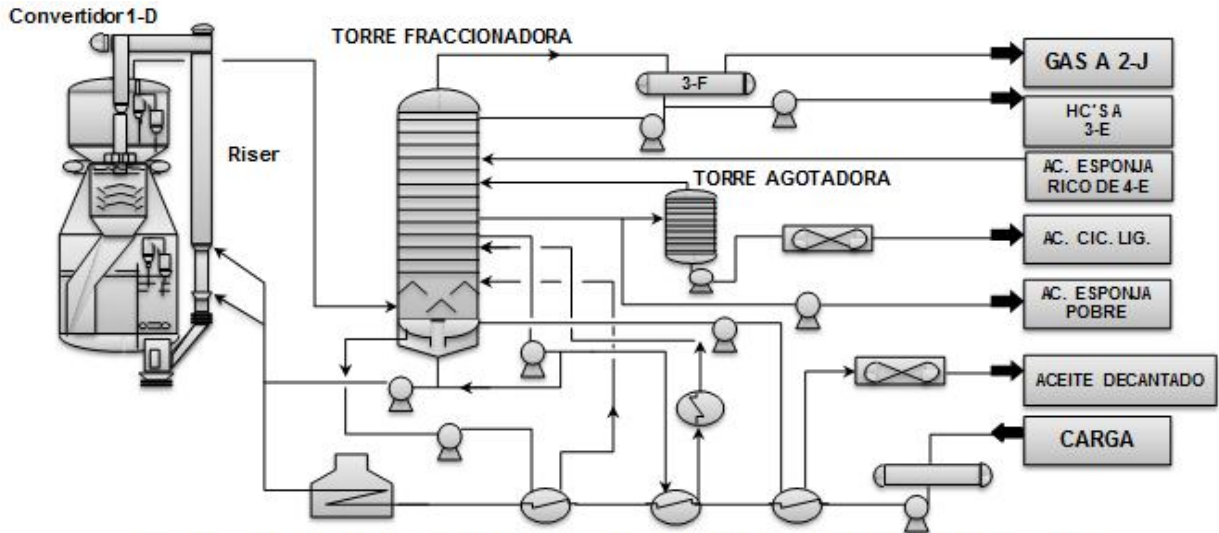 Convertidor 1-D
TORRE FRACCIONADORA
3-F
GAS A 2-J
HC'S A
3-E
Riser
AC. ESPONJA
RICO DE 4-E
TORRE AGOTADORA
AC. CIC. LIG.
AC. ESPONJA
POBRE
ACEITE DECANTADO
CARGA